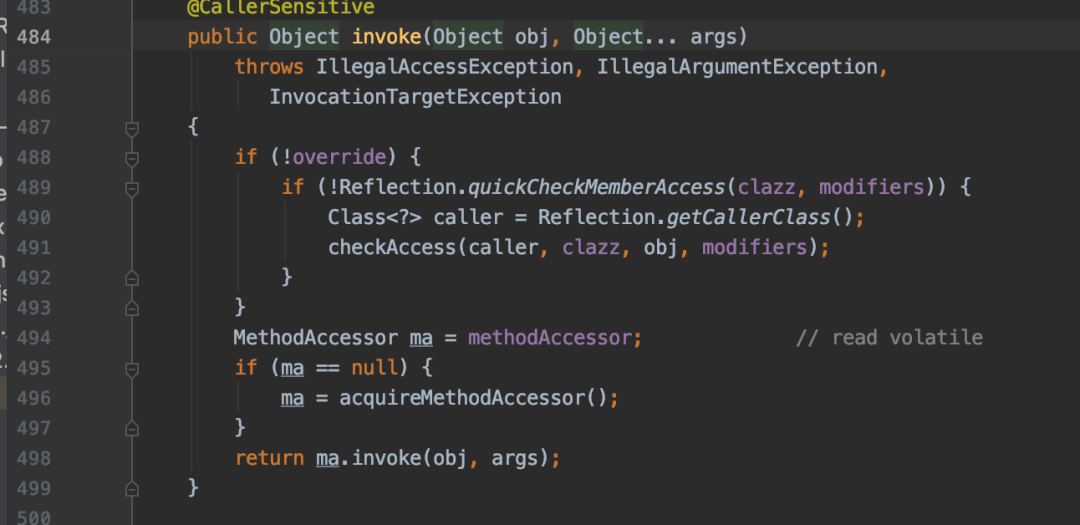 483 @CallerSensitive
484 public Object invoke(Object obj, Object... args)
485 throws IllegalAccessException, IllegalArgumentException,
486 InvocationTargetException
487 {
488 if (!override) {
489 if (!Reflection.quickCheckMemberAccess(clazz, modifiers)) {
490 Class<?> caller = Reflection.getCallerClass();
491 checkAccess(caller, clazz, obj, modifiers);
492 }
493 }
494 MethodAccessor ma = methodAccessor; // read volatile
495 if (ma == null) {
496 ma = acquireMethodAccessor();
497 }
498 return ma.invoke(obj, args);
499 }
500